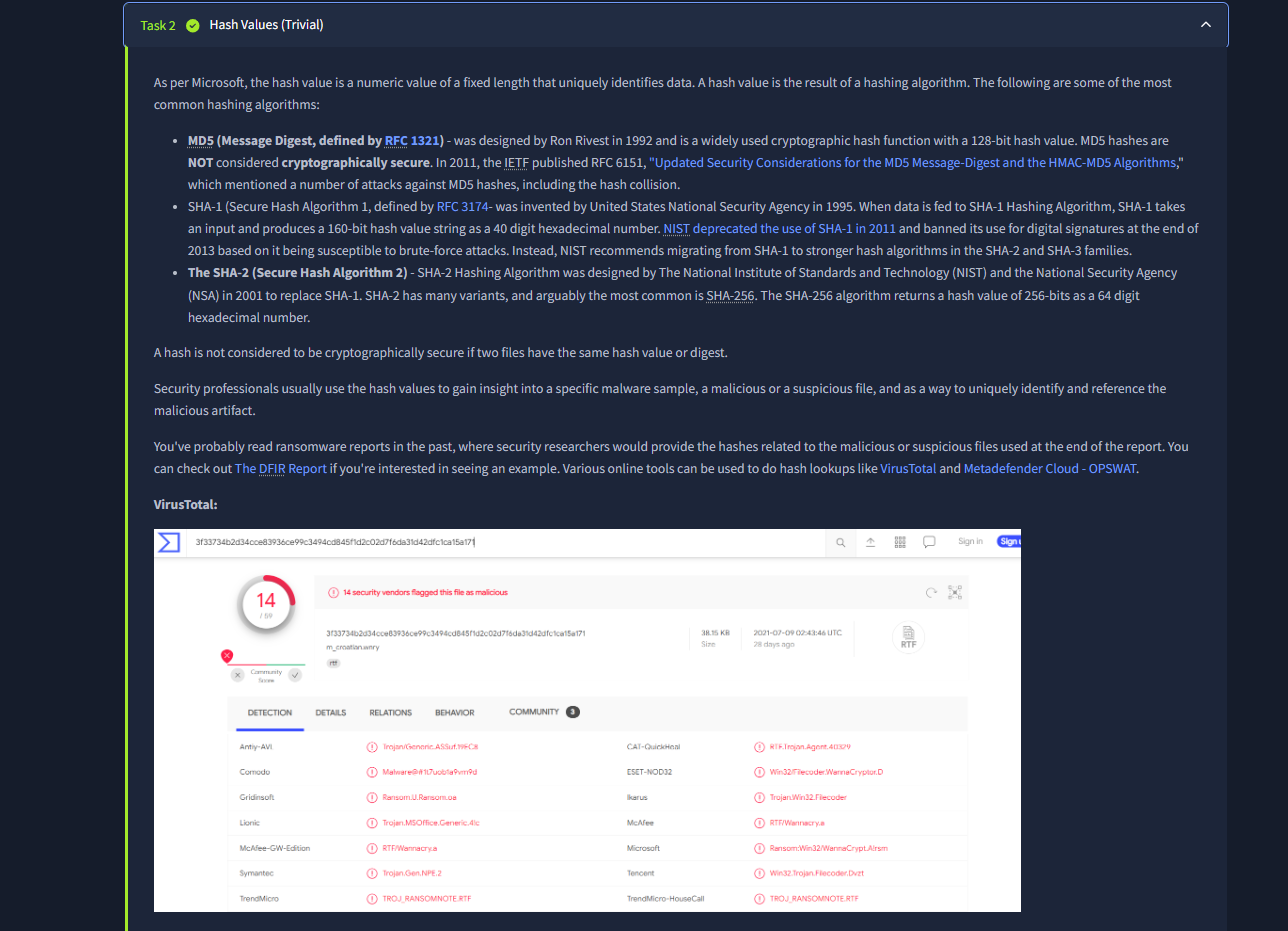 Task 2 Hash Values (Trivial)
As per Microsoft, the hash value is a numeric value of a fixed length that uniquely identifies data. A hash value is the result of a hashing algorithm. The following are some of the most
common hashing algorithms:
• MD5 (Message Digest, defined by RFC 1321) - was designed by Ron Rivest in 1992 and is a widely used cryptographic hash function with a 128-bit hash value. MD5 hashes are
NOT considered cryptographically secure. In 2011, the IETF published RFC 6151, "Updated Security Considerations for the MD5 Message-Digest and the HMAC-MD5 Algorithms,"
which mentioned a number of attacks against MD5 hashes, including the hash collision.
• SHA-1 (Secure Hash Algorithm 1, defined by RFC 3174- was invented by United States National Security Agency in 1995. When data is fed to SHA-1 Hashing Algorithm, SHA-1 takes
an input and produces a 160-bit hash value string as a 40 digit hexadecimal number. NIST deprecated the use of SHA-1 in 2011 and banned its use for digital signatures at the end of
2013 based on it being susceptible to brute-force attacks. Instead, NIST recommends migrating from SHA-1 to stronger hash algorithms in the SHA-2 and SHA-3 families.
• The SHA-2 (Secure Hash Algorithm 2) - SHA-2 Hashing Algorithm was designed by The National Institute of Standards and Technology (NIST) and the National Security Agency
(NSA) in 2001 to replace SHA-1. SHA-2 has many variants, and arguably the most common is SHA-256. The SHA-256 algorithm returns a hash value of 256-bits as a 64 digit
hexadecimal number.
A hash is not considered to be cryptographically secure if two files have the same hash value or digest.
Security professionals usually use the hash values to gain insight into a specific malware sample, a malicious or a suspicious file, and as a way to uniquely identify and reference the
malicious artifact.
You've probably read ransomware reports in the past, where security researchers would provide the hashes related to the malicious or suspicious files used at the end of the report. You
can check out The DFIR Report if you're interested in seeing an example. Various online tools can be used to do hash lookups like VirusTotal and Metadefender Cloud - OPSWAT.
VirusTotal:
3f33734b2d34cce83936ce99c3494cd845f1d2c02d7f6da31d42dfc1ca15a171 Sign in Sign u
14 / 59
14 security vendors flagged this file as malicious
3f33734b2d34cce83936ce99c3494cd845f1d2c02d7f6da31d42dfc1ca15a171
m_croatian.wnry
rtf
38.15 KB
Size
2021-07-09 02:43:46 UTC
28 days ago
RTF
Community
Score
DETECTION DETAILS RELATIONS BEHAVIOR COMMUNITY 3
Antiy-AVL Trojan/Generic.ASSuf.19FC8 CAT-QuickHeal RTF.Trojan.Agent.40329
Comodo ESET-NOD32 Win32/Filecoder.WannaCryptor.D
Gridinsoft Ransom.U.Ransom.oa Ikarus Trojan.Win32.Filecoder
Lionic Trojan.MSOffice.Generic.4!c McAfee RTF/Wannacry.a
McAfee-GW-Edition RTF/Wannacry.a Microsoft Ransom:Win32/WannaCrypt.A!rsm
Symantec Trojan.Gen.NPE.2 Tencent Win32.Trojan.Filecoder.Dvzt
TrendMicro TROJ_RANSOMNOTE.RTF TrendMicro-HouseCall TROJ_RANSOMNOTE.RTF